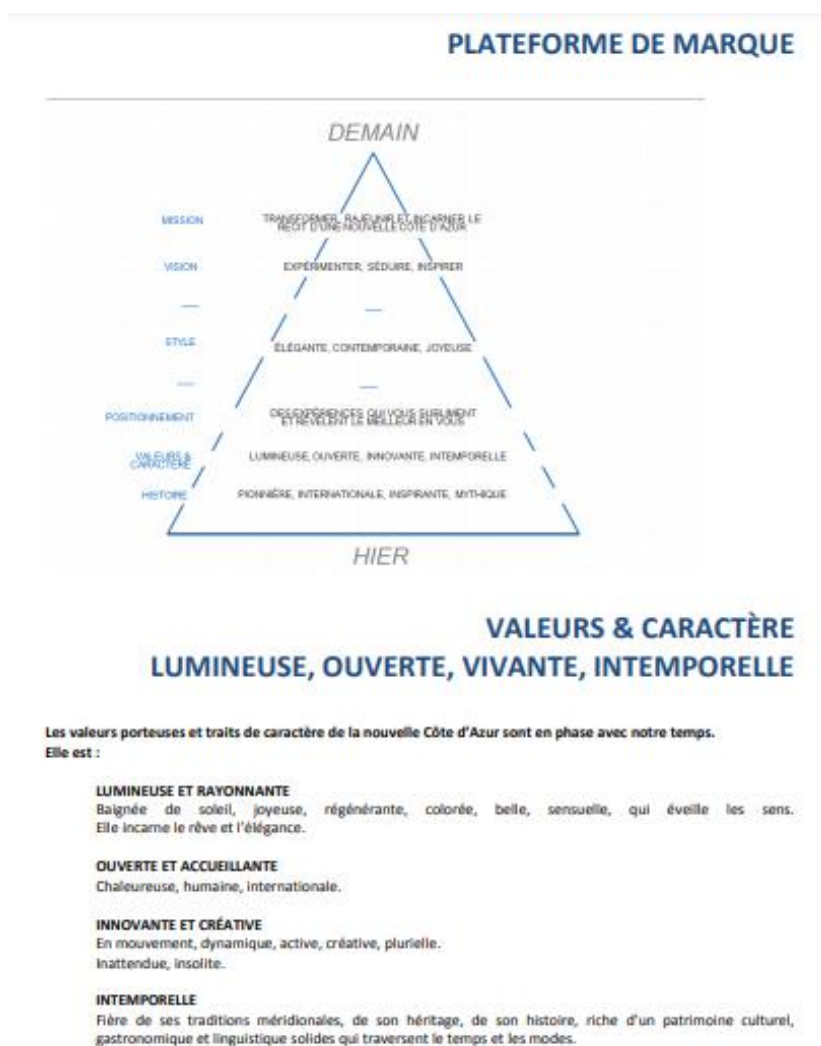 PLATEFORME DE MARQUE
DEMAIN
MISSION
TRANSFORMER, RAJEUNIR ET INCARNER LE
RÉCIT D'UNE NOUVELLE CÔTE D'AZUR
VISION
EXPÉRIMENTER, SÉDUIRE, INSPIRER
STYLE
ÉLÉGANTE, CONTEMPORAINE, JOYEUSE
POSITIONNEMENT
DES EXPÉRIENCES QUI VOUS SUBLIMENT
ET RÉVÈLENT LE MEILLEUR EN VOUS
VALEURS &
CARACTÈRE
LUMINEUSE, OUVERTE, INNOVANTE, INTEMPORELLE
HISTOIRE
PIONNIÈRE, INTERNATIONALE, INSPIRANTE, MYTHIQUE
HIER
VALEURS & CARACTÈRE
LUMINEUSE, OUVERTE, VIVANTE, INTEMPORELLE
Les valeurs porteuses et traits de caractère de la nouvelle Côte d'Azur sont en phase avec notre temps.
Elle est :
LUMINEUSE ET RAYONNANTE
Baignée de soleil, joyeuse, régénérante, colorée, belle, sensuelle, qui éveille les sens.
Elle incarne le rêve et l'élégance.
OUVERTE ET ACCUEILLANTE
Chaleureuse, humaine, internationale.
INNOVANTE ET CRÉATIVE
En mouvement, dynamique, active, créative, plurielle.
Inattendue, insolite.
INTEMPORELLE
Fière de ses traditions méridionales, de son héritage, de son histoire, riche d'un patrimoine culturel,
gastronomique et linguistique solides qui traversent le temps et les modes.